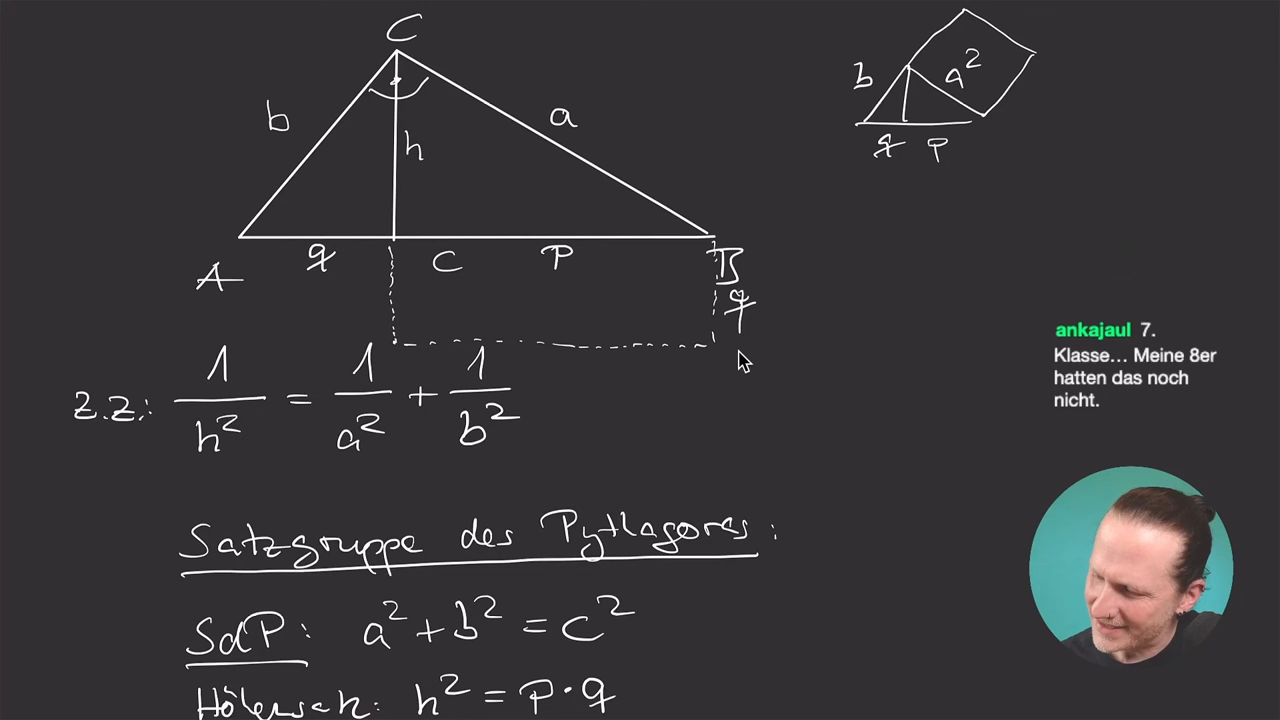 C
b
a
h
A
q
C
p
B
q
b
a²
q
p
z.z.: 1/h² = 1/a² + 1/b²
Satzgruppe des Pythagoras:
SdP: a² + b² = c²
Höhensatz: h² = p · q
ankajaul 7.
Klasse... Meine 8er
hatten das noch
nicht.